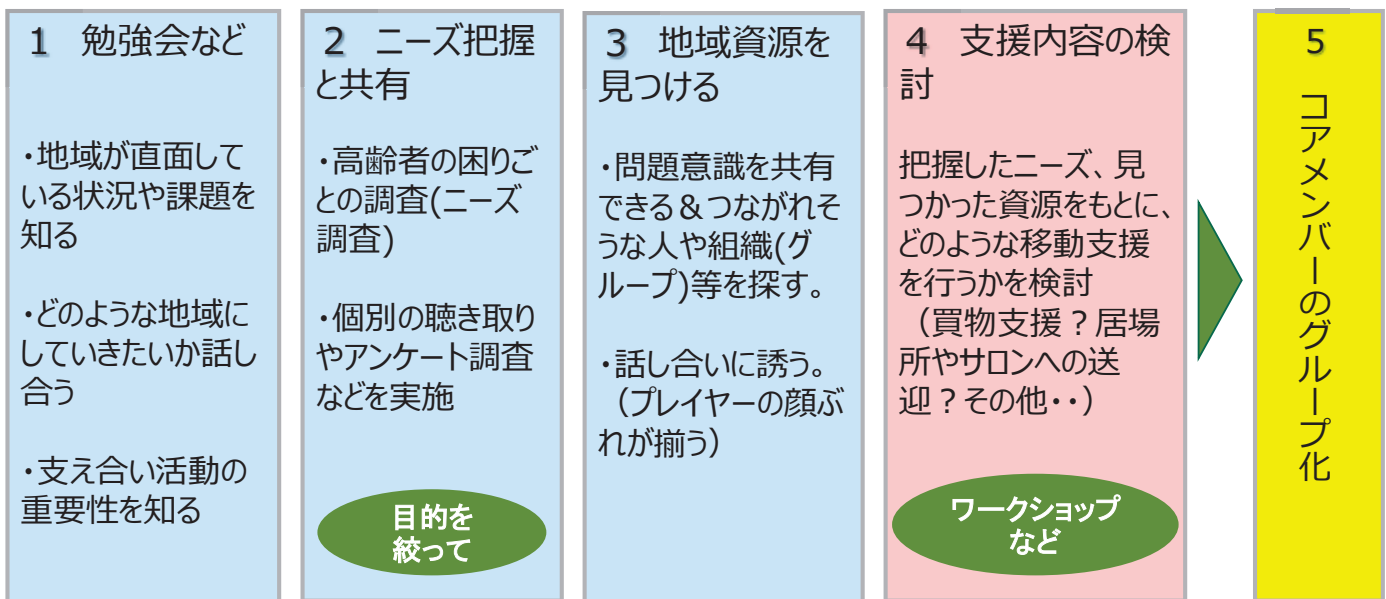 1 勉強会など
・地域が直面して
いる状況や課題を
知る
・どのような地域に
していきたいか話し
合う
・支え合い活動の
重要性を知る
2 ニーズ把握
と共有
・高齢者の困りご
との調査(ニーズ
調査)
・個別の聴き取り
やアンケート調査
などを実施
目的を
絞って
3 地域資源を
見つける
・問題意識を共有
できる&つながれそ
うな人や組織(グ
ループ)等を探す。
・話し合いに誘う。
(プレイヤーの顔ぶ
れが揃う)
4 支援内容の検
討
把握したニーズ、見
つかった資源をもとに、
どのような移動支援
を行うかを検討
(買物支援?居場
所やサロンへの送
迎?その他・・)
ワークショップ
など
5
コアメンバーのグループ化